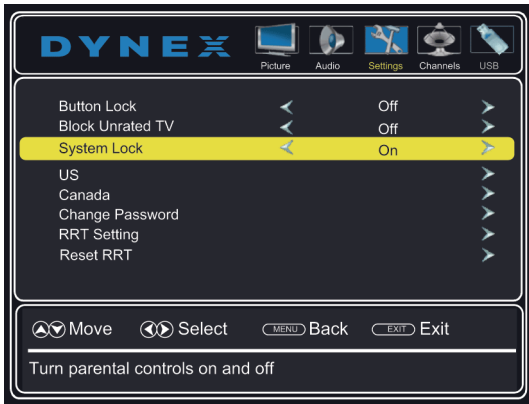 DYNEX
Picture Audio Settings Channels USB
Button Lock Off
Block Unrated TV Off
System Lock On
US
Canada
Change Password
RRT Setting
Reset RRT
Move Select MENU Back EXIT Exit
Turn parental controls on and off